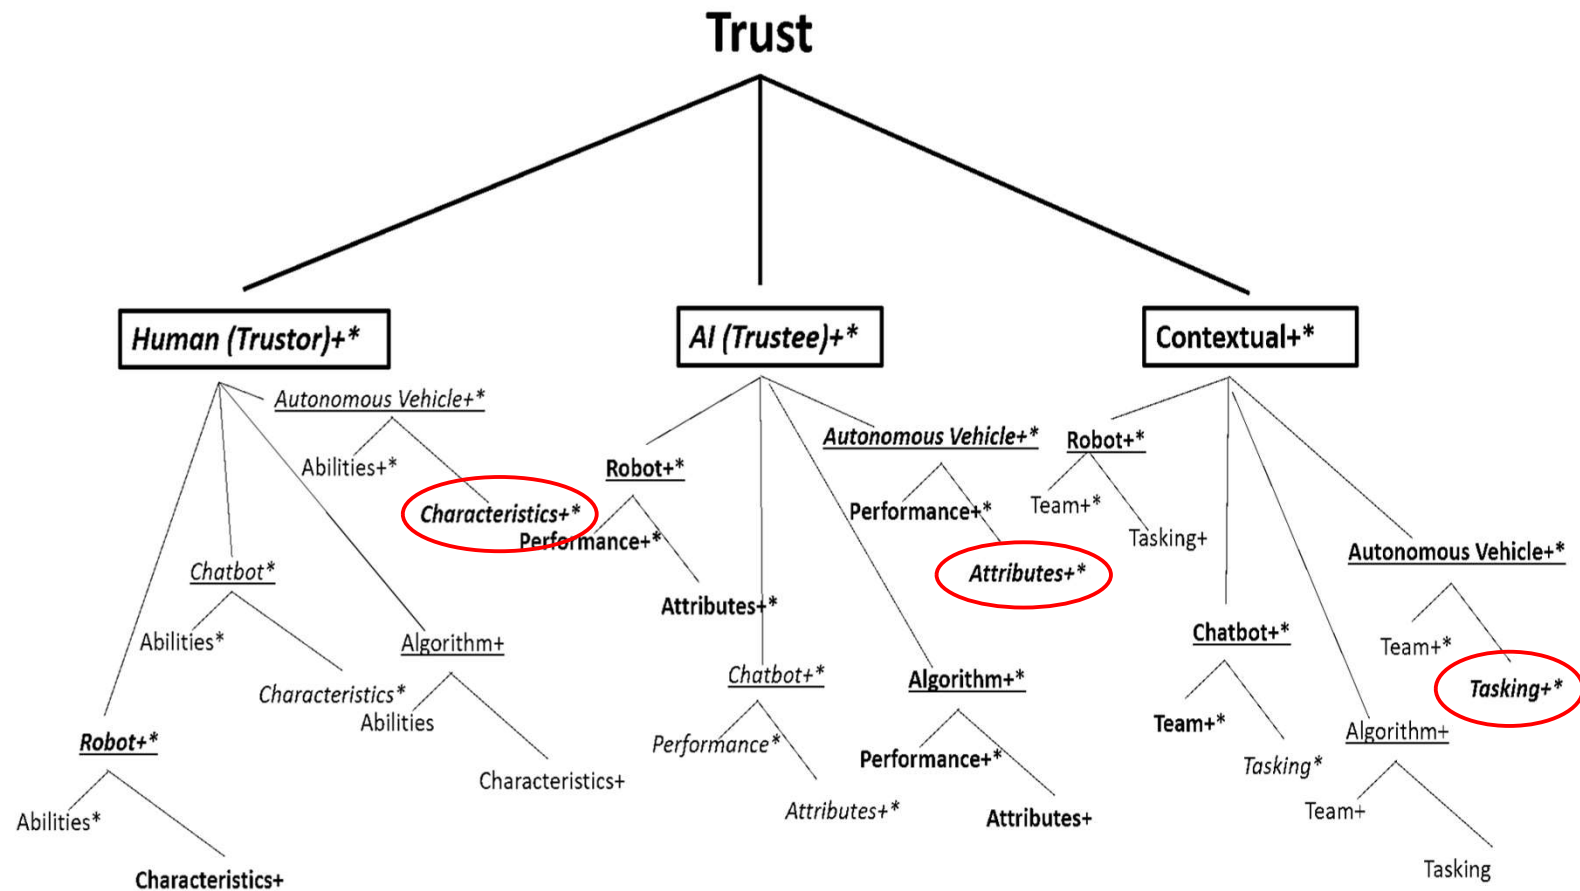 Trust
Human (Trustor)+*
AI (Trustee)+*
Contextual+*
Autonomous Vehicle+*
Abilities+*
Characteristics+*
Chatbot*
Abilities*
Characteristics*
Algorithm+
Abilities
Characteristics+
Robot+*
Abilities*
Characteristics+
Robot+*
Performance+*
Attributes+*
Autonomous Vehicle+*
Performance+*
Attributes+*
Chatbot+*
Performance*
Attributes+*
Algorithm+*
Performance+*
Attributes+
Robot+*
Team+*
Tasking+
Autonomous Vehicle+*
Team+*
Tasking+*
Chatbot+*
Team+*
Tasking*
Algorithm+
Team+
Tasking